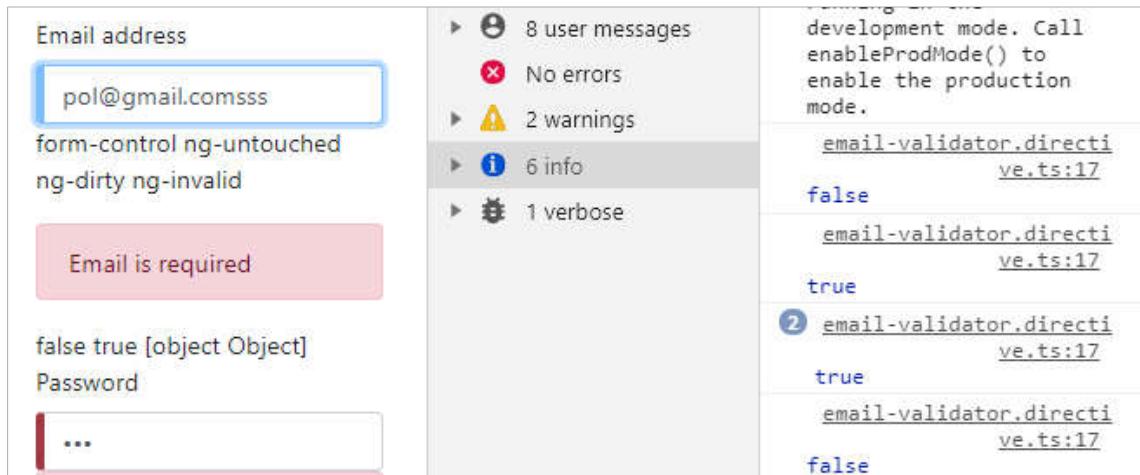 Email address
pol@gmail.comsss
form-control ng-untouched
ng-dirty ng-invalid
Email is required
false true [object Object]
Password
•••
8 user messages
No errors
2 warnings
6 info
1 verbose
development mode. Call
enableProdMode() to
enable the production
mode.
email-validator.directi
ve.ts:17
false
email-validator.directi
ve.ts:17
true
2 email-validator.directi
ve.ts:17
true
email-validator.directi
ve.ts:17
false